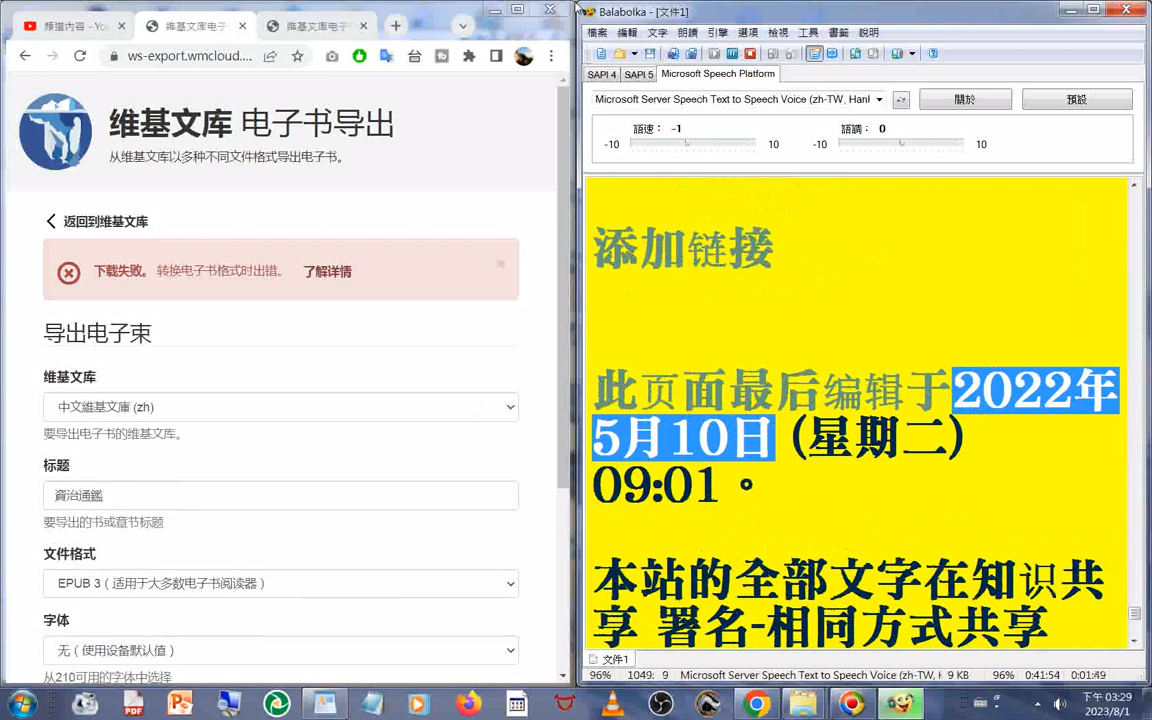 频道内容 - Yo
维基文库电子
维基文库电子
ws-export.wmcloud....
维基文库 电子书导出
从维基文库以多种不同文件格式导出电子书。
返回到维基文库
下载失败。 转换电子书格式时出错。 了解详情
导出电子束
维基文库
中文維基文庫 (zh)
要导出电子书的维基文库。
标题
資治通鑑
要导出的书或章节标题
文件格式
EPUB 3（适用于大多数电子书阅读器）
字体
无（使用设备默认值）
从210可用的字体中选择
Balabolka - [文件1]
檔案 編輯 文字 朗讀 引擎 選項 檢視 工具 書籤 說明
SAPI 4 SAPI 5 Microsoft Speech Platform
Microsoft Server Speech Text to Speech Voice (zh-TW, Hanl
關於
預設
語速： -1
語調： 0
-10 10 -10 10
添加链接
此页面最后编辑于2022年
5月10日 (星期二)
09:01。
本站的全部文字在知识共
享 署名-相同方式共享
文件1
96% 1049: 9 Microsoft Server Speech Text to Speech Voice (zh-TW, H 9 KB 96% 0:41:54 / 0:01:49
PDF
下午 03:29
2023/8/1